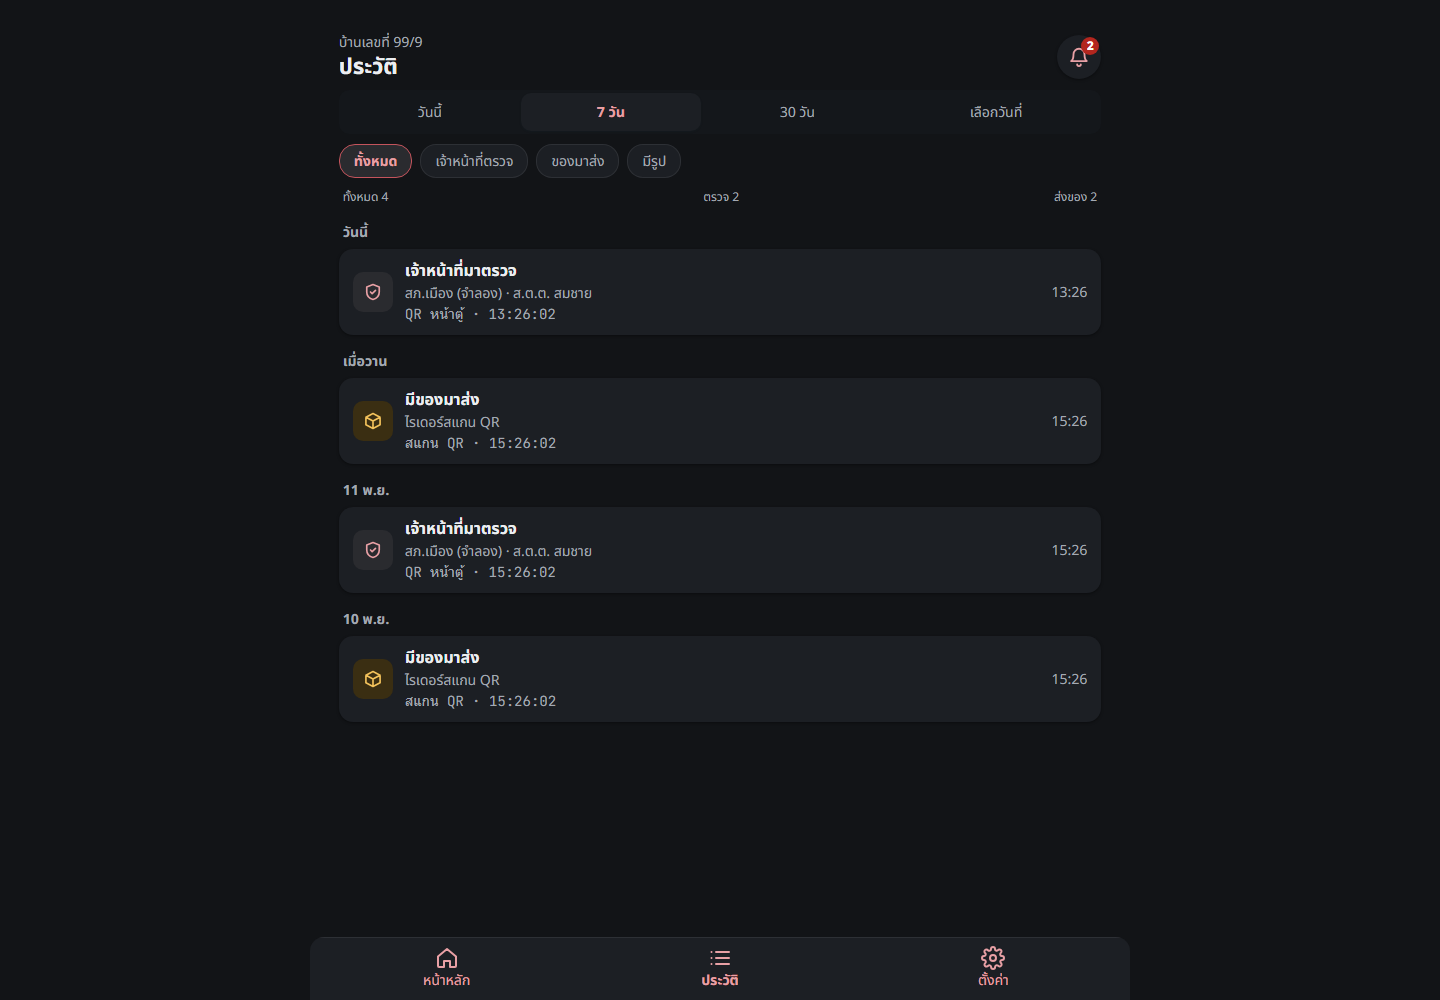 บ้านเลขที่ 99/9
ประวัติ
2
วันนี้
7 วัน
30 วัน
เลือกวันที่
ทั้งหมด
เจ้าหน้าที่ตรวจ
ของมาส่ง
มีรูป
ทั้งหมด 4
ตรวจ 2
ส่งของ 2
วันนี้
เจ้าหน้าที่มาตรวจ
สภ.เมือง (จำลอง) · ส.ต.ต. สมชาย
QR หน้าตู้ · 13:26:02
13:26
เมื่อวาน
มีของมาส่ง
ไรเดอร์สแกน QR
สแกน QR · 15:26:02
15:26
11 พ.ย.
เจ้าหน้าที่มาตรวจ
สภ.เมือง (จำลอง) · ส.ต.ต. สมชาย
QR หน้าตู้ · 15:26:02
15:26
10 พ.ย.
มีของมาส่ง
ไรเดอร์สแกน QR
สแกน QR · 15:26:02
15:26
หน้าหลัก
ประวัติ
ตั้งค่า